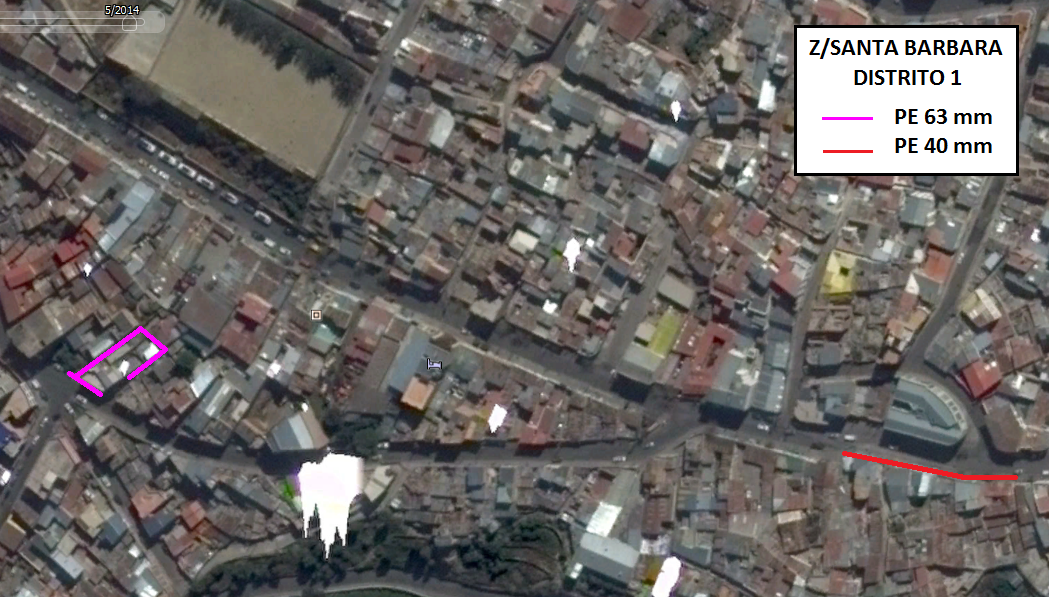 5/2014
Z/SANTA BARBARA
DISTRITO 1
PE 63 mm
PE 40 mm